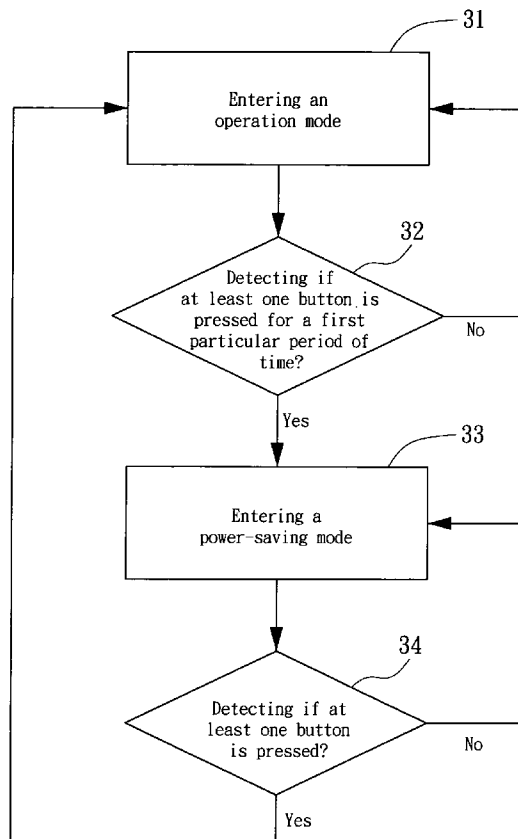 31
Entering an
operation mode
32
Detecting if
at least one button is
pressed for a first
particular period of
time?
No
Yes
33
Entering a
power-saving mode
34
Detecting if at
least one button
is pressed?
No
Yes